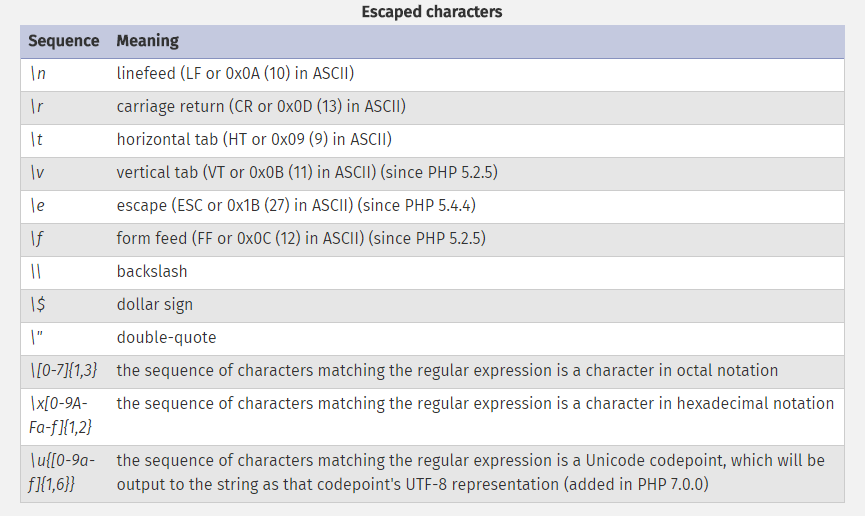 Escaped characters
Sequence Meaning
\n linefeed (LF or 0x0A (10) in ASCII)
\r carriage return (CR or 0x0D (13) in ASCII)
\t horizontal tab (HT or 0x09 (9) in ASCII)
\v vertical tab (VT or 0x0B (11) in ASCII) (since PHP 5.2.5)
\e escape (ESC or 0x1B (27) in ASCII) (since PHP 5.4.4)
\f form feed (FF or 0x0C (12) in ASCII) (since PHP 5.2.5)
\\ backslash
\$ dollar sign
\" double-quote
\[0-7]{1,3} the sequence of characters matching the regular expression is a character in octal notation
\x[0-9A- the sequence of characters matching the regular expression is a character in hexadecimal notation
Fa-f]{1,2}
\u{[0-9a- the sequence of characters matching the regular expression is a Unicode codepoint, which will be
f]{1,6}} output to the string as that codepoint's UTF-8 representation (added in PHP 7.0.0)